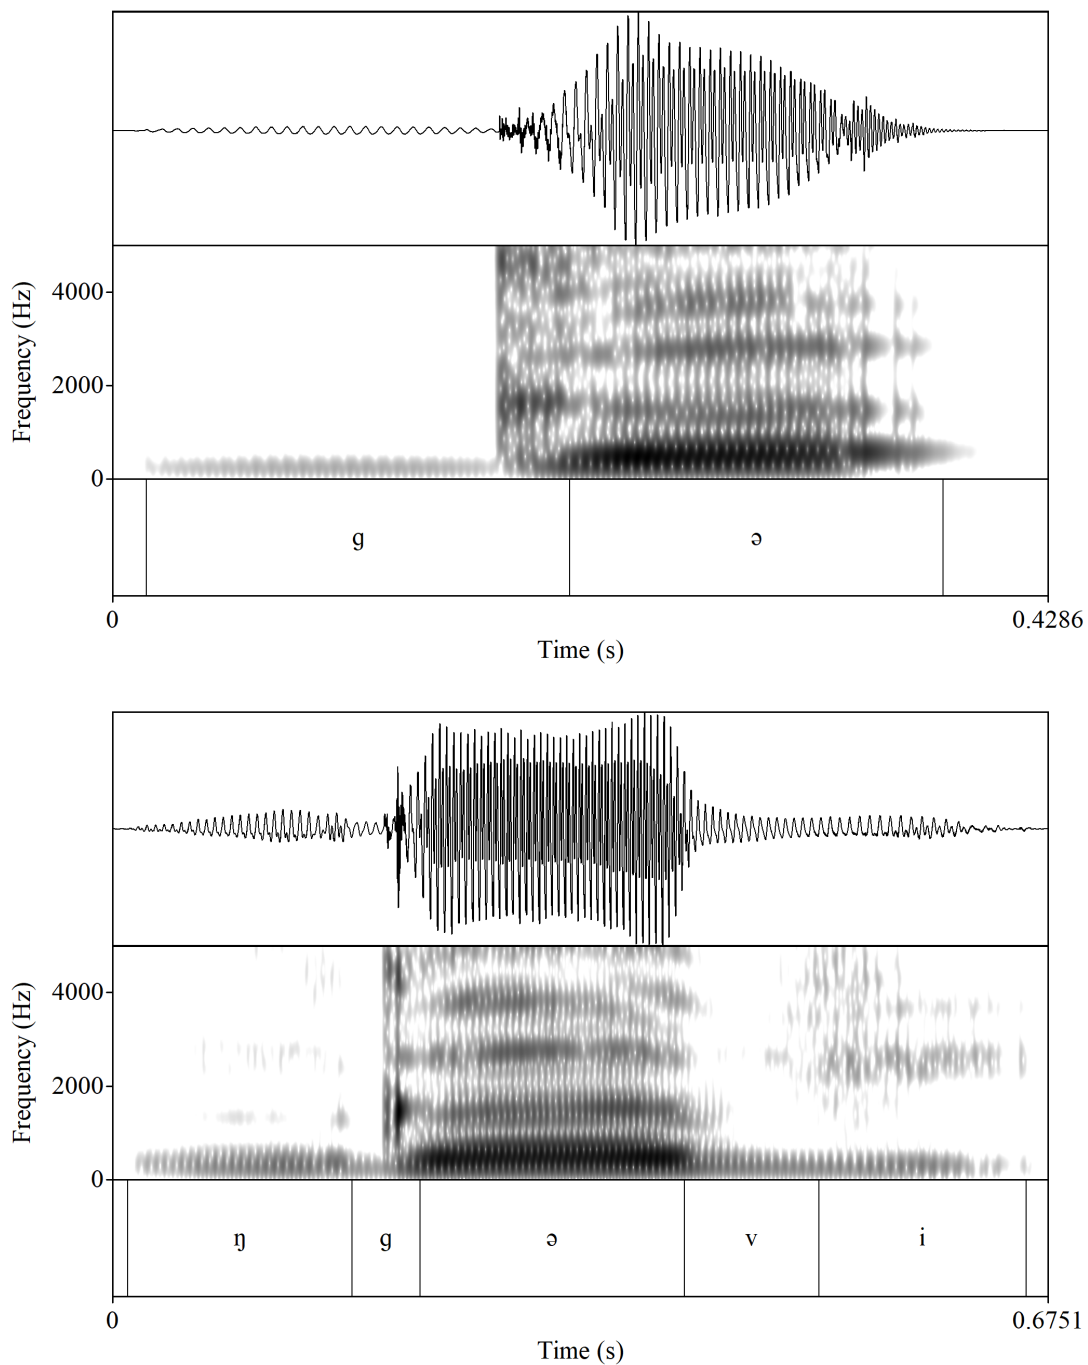 Frequency (Hz)
4000
2000
0
ɡ ə
0 0.4286
Time (s)
Frequency (Hz)
4000
2000
0
ŋ ɡ ə v i
0 0.6751
Time (s)